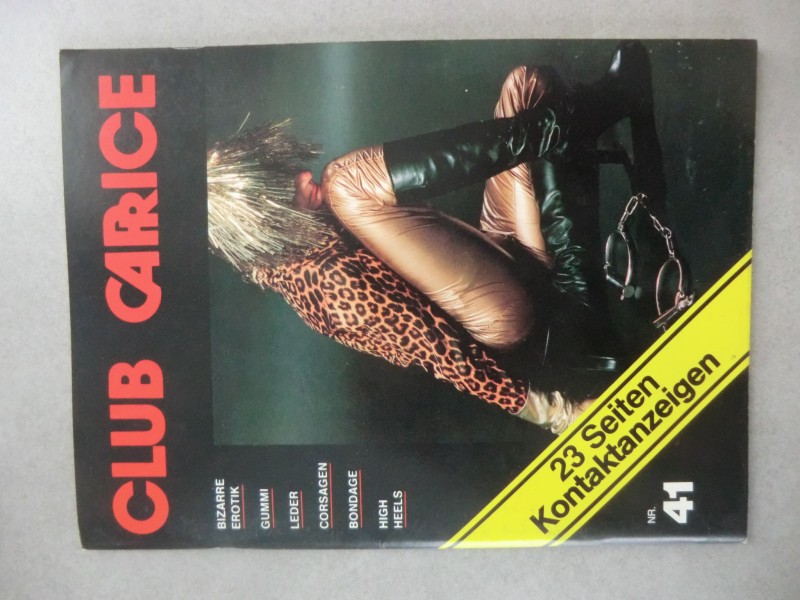 CLUB CAPRICE
BIZARRE
EROTIK
GUMMI
LEDER
CORSAGEN
BONDAGE
HIGH
HEELS
23 Seiten
Kontaktanzeigen
NR.
41